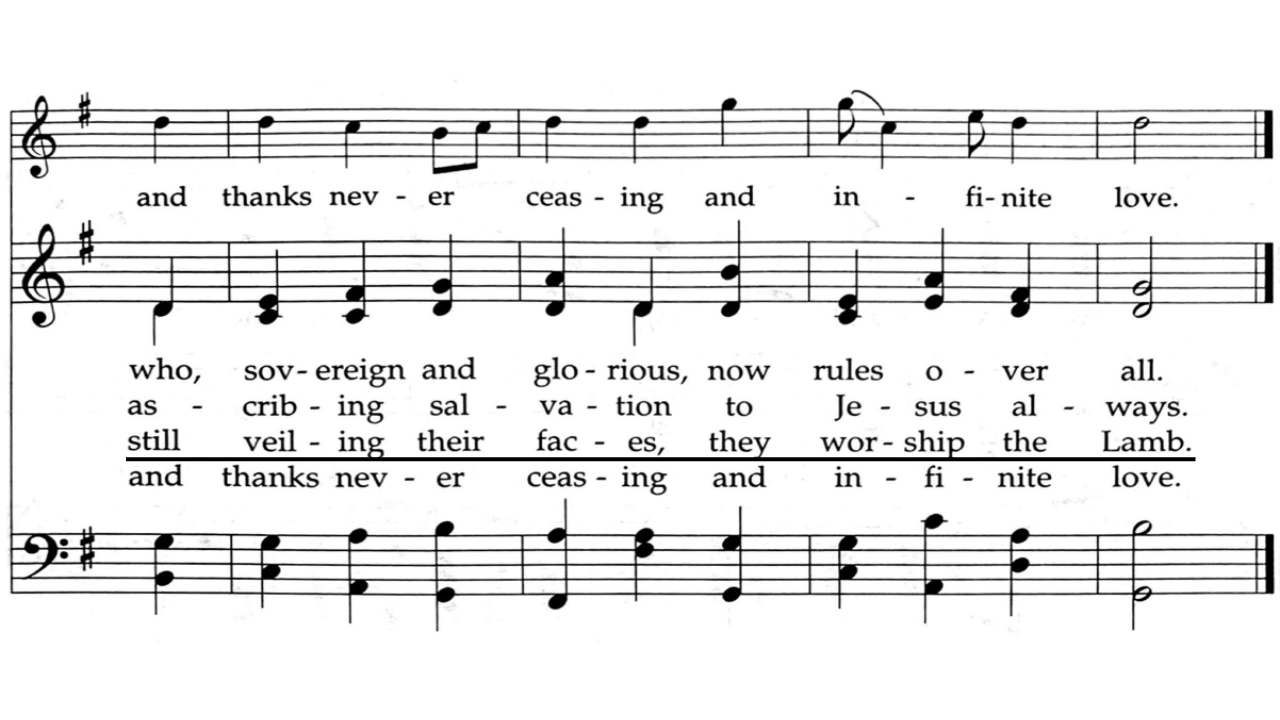 and thanks nev - er ceas - ing and in - fi - nite love.
who, sov - ereign and glo - rious, now rules o - ver all.
as - crib - ing sal - va - tion to Je - sus al - ways.
still veil - ing their fac - es, they wor - ship the Lamb.
and thanks nev - er ceas - ing and in - fi - nite love.